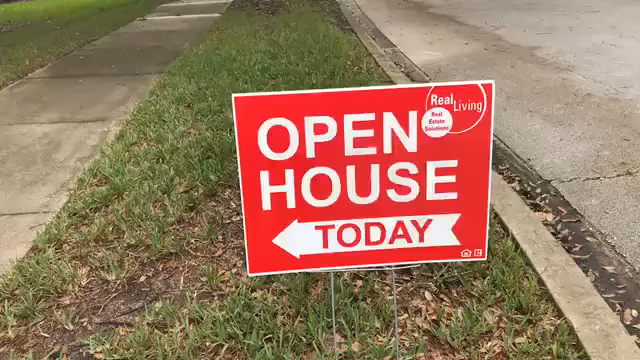 Real Living
Real
Estate
Solutions
OPEN
HOUSE
TODAY